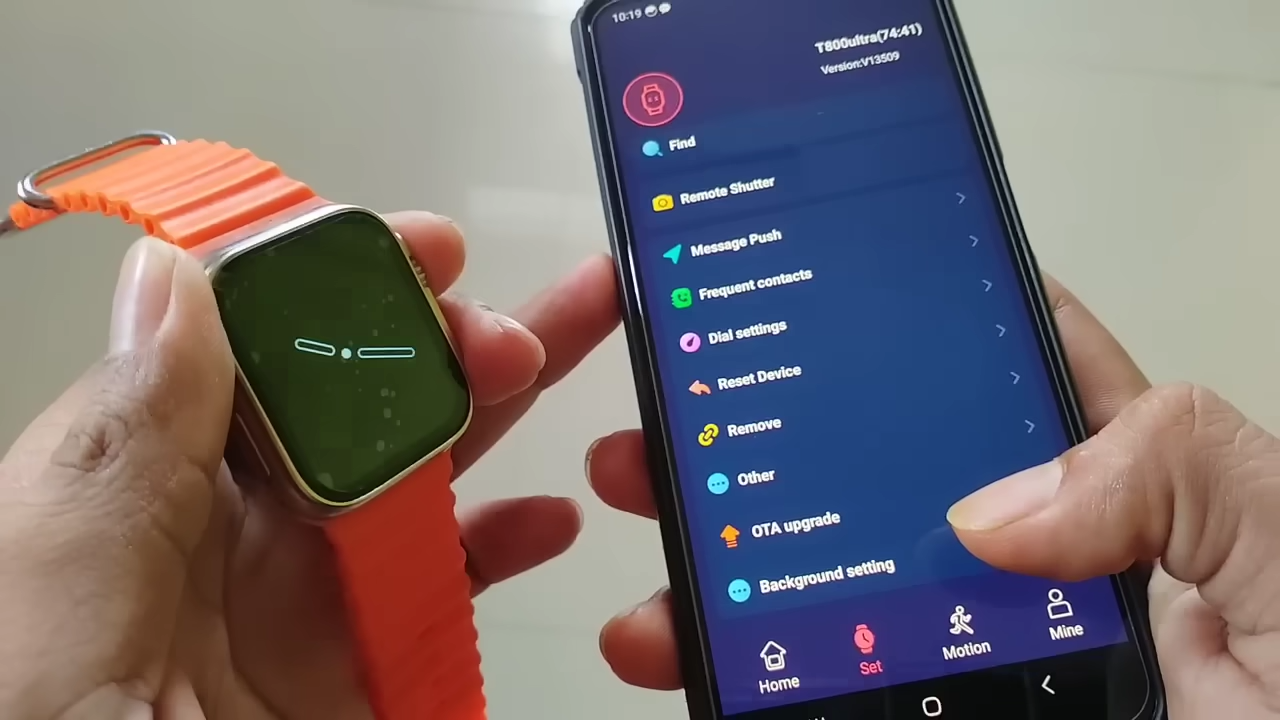 10:19
T800ultra(74:41)
Version:V13509
Find
Remote Shutter
Message Push
Frequent contacts
Dial settings
Reset Device
Remove
Other
OTA upgrade
Background setting
Home
Set
Motion
Mine